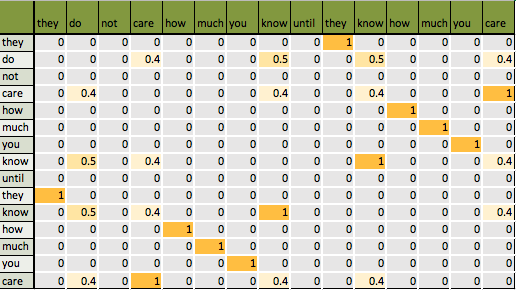 they do not care how much you know until they know how much you care
they 0 0 0 0 0 0 0 0 0 1 0 0 0 0 0
do 0 0 0 0.4 0 0 0 0.5 0 0 0.5 0 0 0 0.4
not 0 0 0 0 0 0 0 0 0 0 0 0 0 0 0
care 0 0.4 0 0 0 0 0 0.4 0 0 0.4 0 0 0 1
how 0 0 0 0 0 0 0 0 0 0 0 1 0 0 0
much 0 0 0 0 0 0 0 0 0 0 0 0 1 0 0
you 0 0 0 0 0 0 0 0 0 0 0 0 0 1 0
know 0 0.5 0 0.4 0 0 0 0 0 0 1 0 0 0 0.4
until 0 0 0 0 0 0 0 0 0 0 0 0 0 0 0
they 1 0 0 0 0 0 0 0 0 0 0 0 0 0 0
know 0 0.5 0 0.4 0 0 0 1 0 0 0 0 0 0 0.4
how 0 0 0 0 1 0 0 0 0 0 0 0 0 0 0
much 0 0 0 0 0 1 0 0 0 0 0 0 0 0 0
you 0 0 0 0 0 0 1 0 0 0 0 0 0 0 0
care 0 0.4 0 1 0 0 0 0.4 0 0 0.4 0 0 0 0